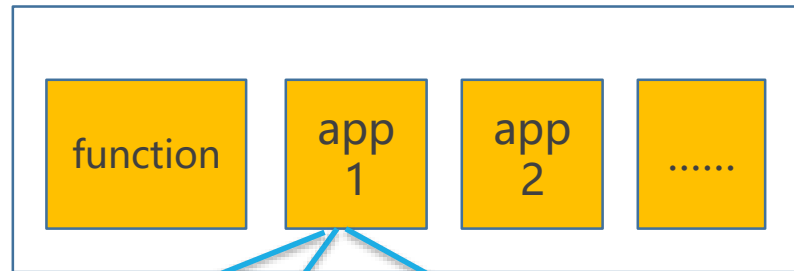 function
app
1
app
2
......